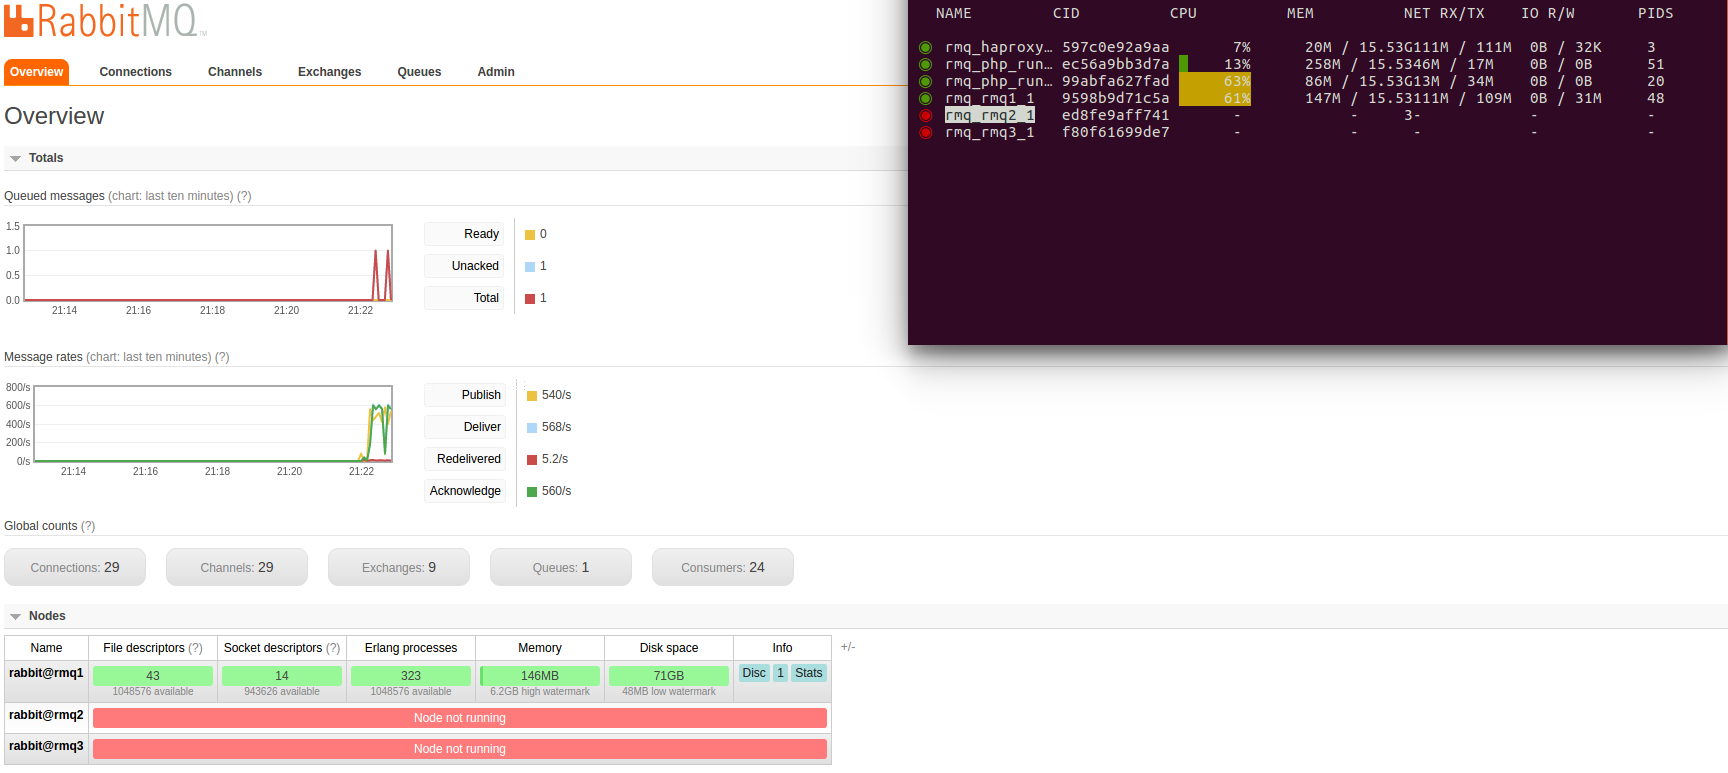 RabbitMQ TM
Overview Connections Channels Exchanges Queues Admin
Overview
Totals
Queued messages (chart: last ten minutes) (?)
1.5
1.0
0.5
0.0
21:14 21:16 21:18 21:20 21:22
Ready 0
Unacked 1
Total 1
Message rates (chart: last ten minutes) (?)
800/s
600/s
400/s
200/s
0/s
21:14 21:16 21:18 21:20 21:22
Publish 540/s
Deliver 568/s
Redelivered 5.2/s
Acknowledge 560/s
Global counts (?)
Connections: 29 Channels: 29 Exchanges: 9 Queues: 1 Consumers: 24
Nodes
Name File descriptors (?) Socket descriptors (?) Erlang processes Memory Disk space Info +/-
rabbit@rmq1 43 14 323 146MB 71GB Disc 1 Stats
1048576 available 943626 available 1048576 available 6.2GB high watermark 48MB low watermark
rabbit@rmq2 Node not running
rabbit@rmq3 Node not running
NAME CID CPU MEM NET RX/TX IO R/W PIDS
rmq_haproxy… 597c0e92a9aa 7% 20M / 15.53G111M / 111M 0B / 32K 3
rmq_php_run… ec56a9bb3d7a 13% 258M / 15.5346M / 17M 0B / 0B 51
rmq_php_run… 99abfa627fad 63% 86M / 15.53G13M / 34M 0B / 0B 20
rmq_rmq1_1 9598b9d71c5a 61% 147M / 15.53111M / 109M 0B / 31M 48
rmq_rmq2_1 ed8fe9aff741 - - 3- - -
rmq_rmq3_1 f80f61699de7 - - - - -